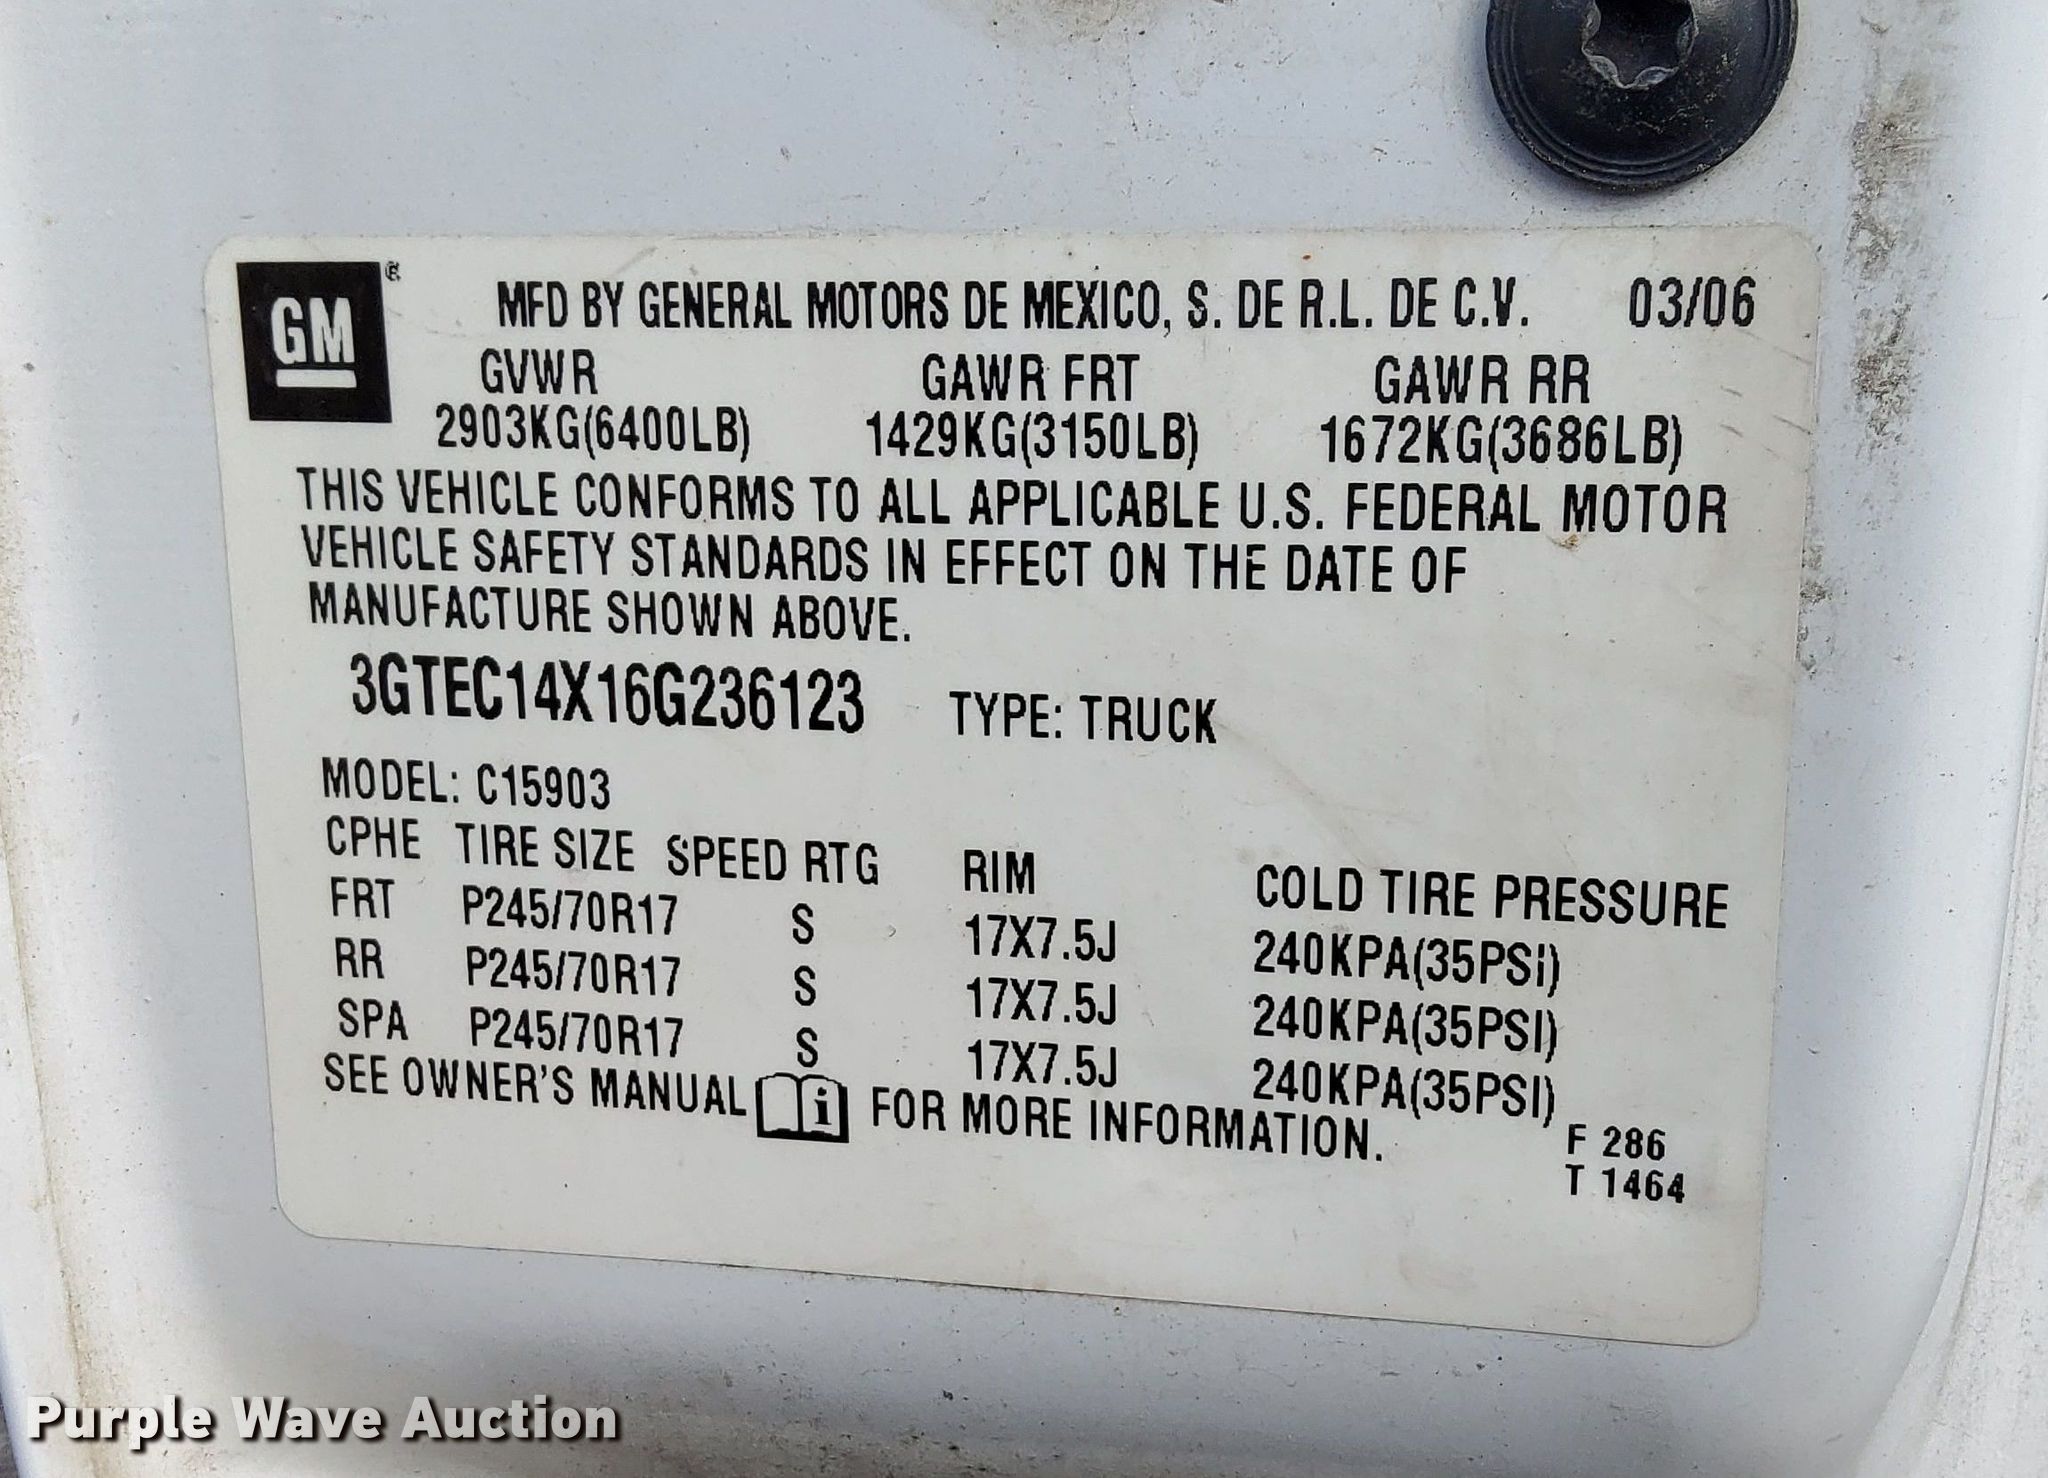 GM
MFD BY GENERAL MOTORS DE MEXICO, S. DE R.L. DE C.V. 03/06
GVWR GAWR FRT GAWR RR
2903KG(6400LB) 1429KG(3150LB) 1672KG(3686LB)
THIS VEHICLE CONFORMS TO ALL APPLICABLE U.S. FEDERAL MOTOR
VEHICLE SAFETY STANDARDS IN EFFECT ON THE DATE OF
MANUFACTURE SHOWN ABOVE.
3GTEC14X16G236123 TYPE: TRUCK
MODEL: C15903
CPHE TIRE SIZE SPEED RTG RIM COLD TIRE PRESSURE
FRT P245/70R17 S 17X7.5J 240KPA(35PSi)
RR P245/70R17 S 17X7.5J 240KPA(35PSI)
SPA P245/70R17 S 17X7.5J 240KPA(35PSI)
SEE OWNER'S MANUAL i FOR MORE INFORMATION.
F 286
T 1464
Purple Wave Auction